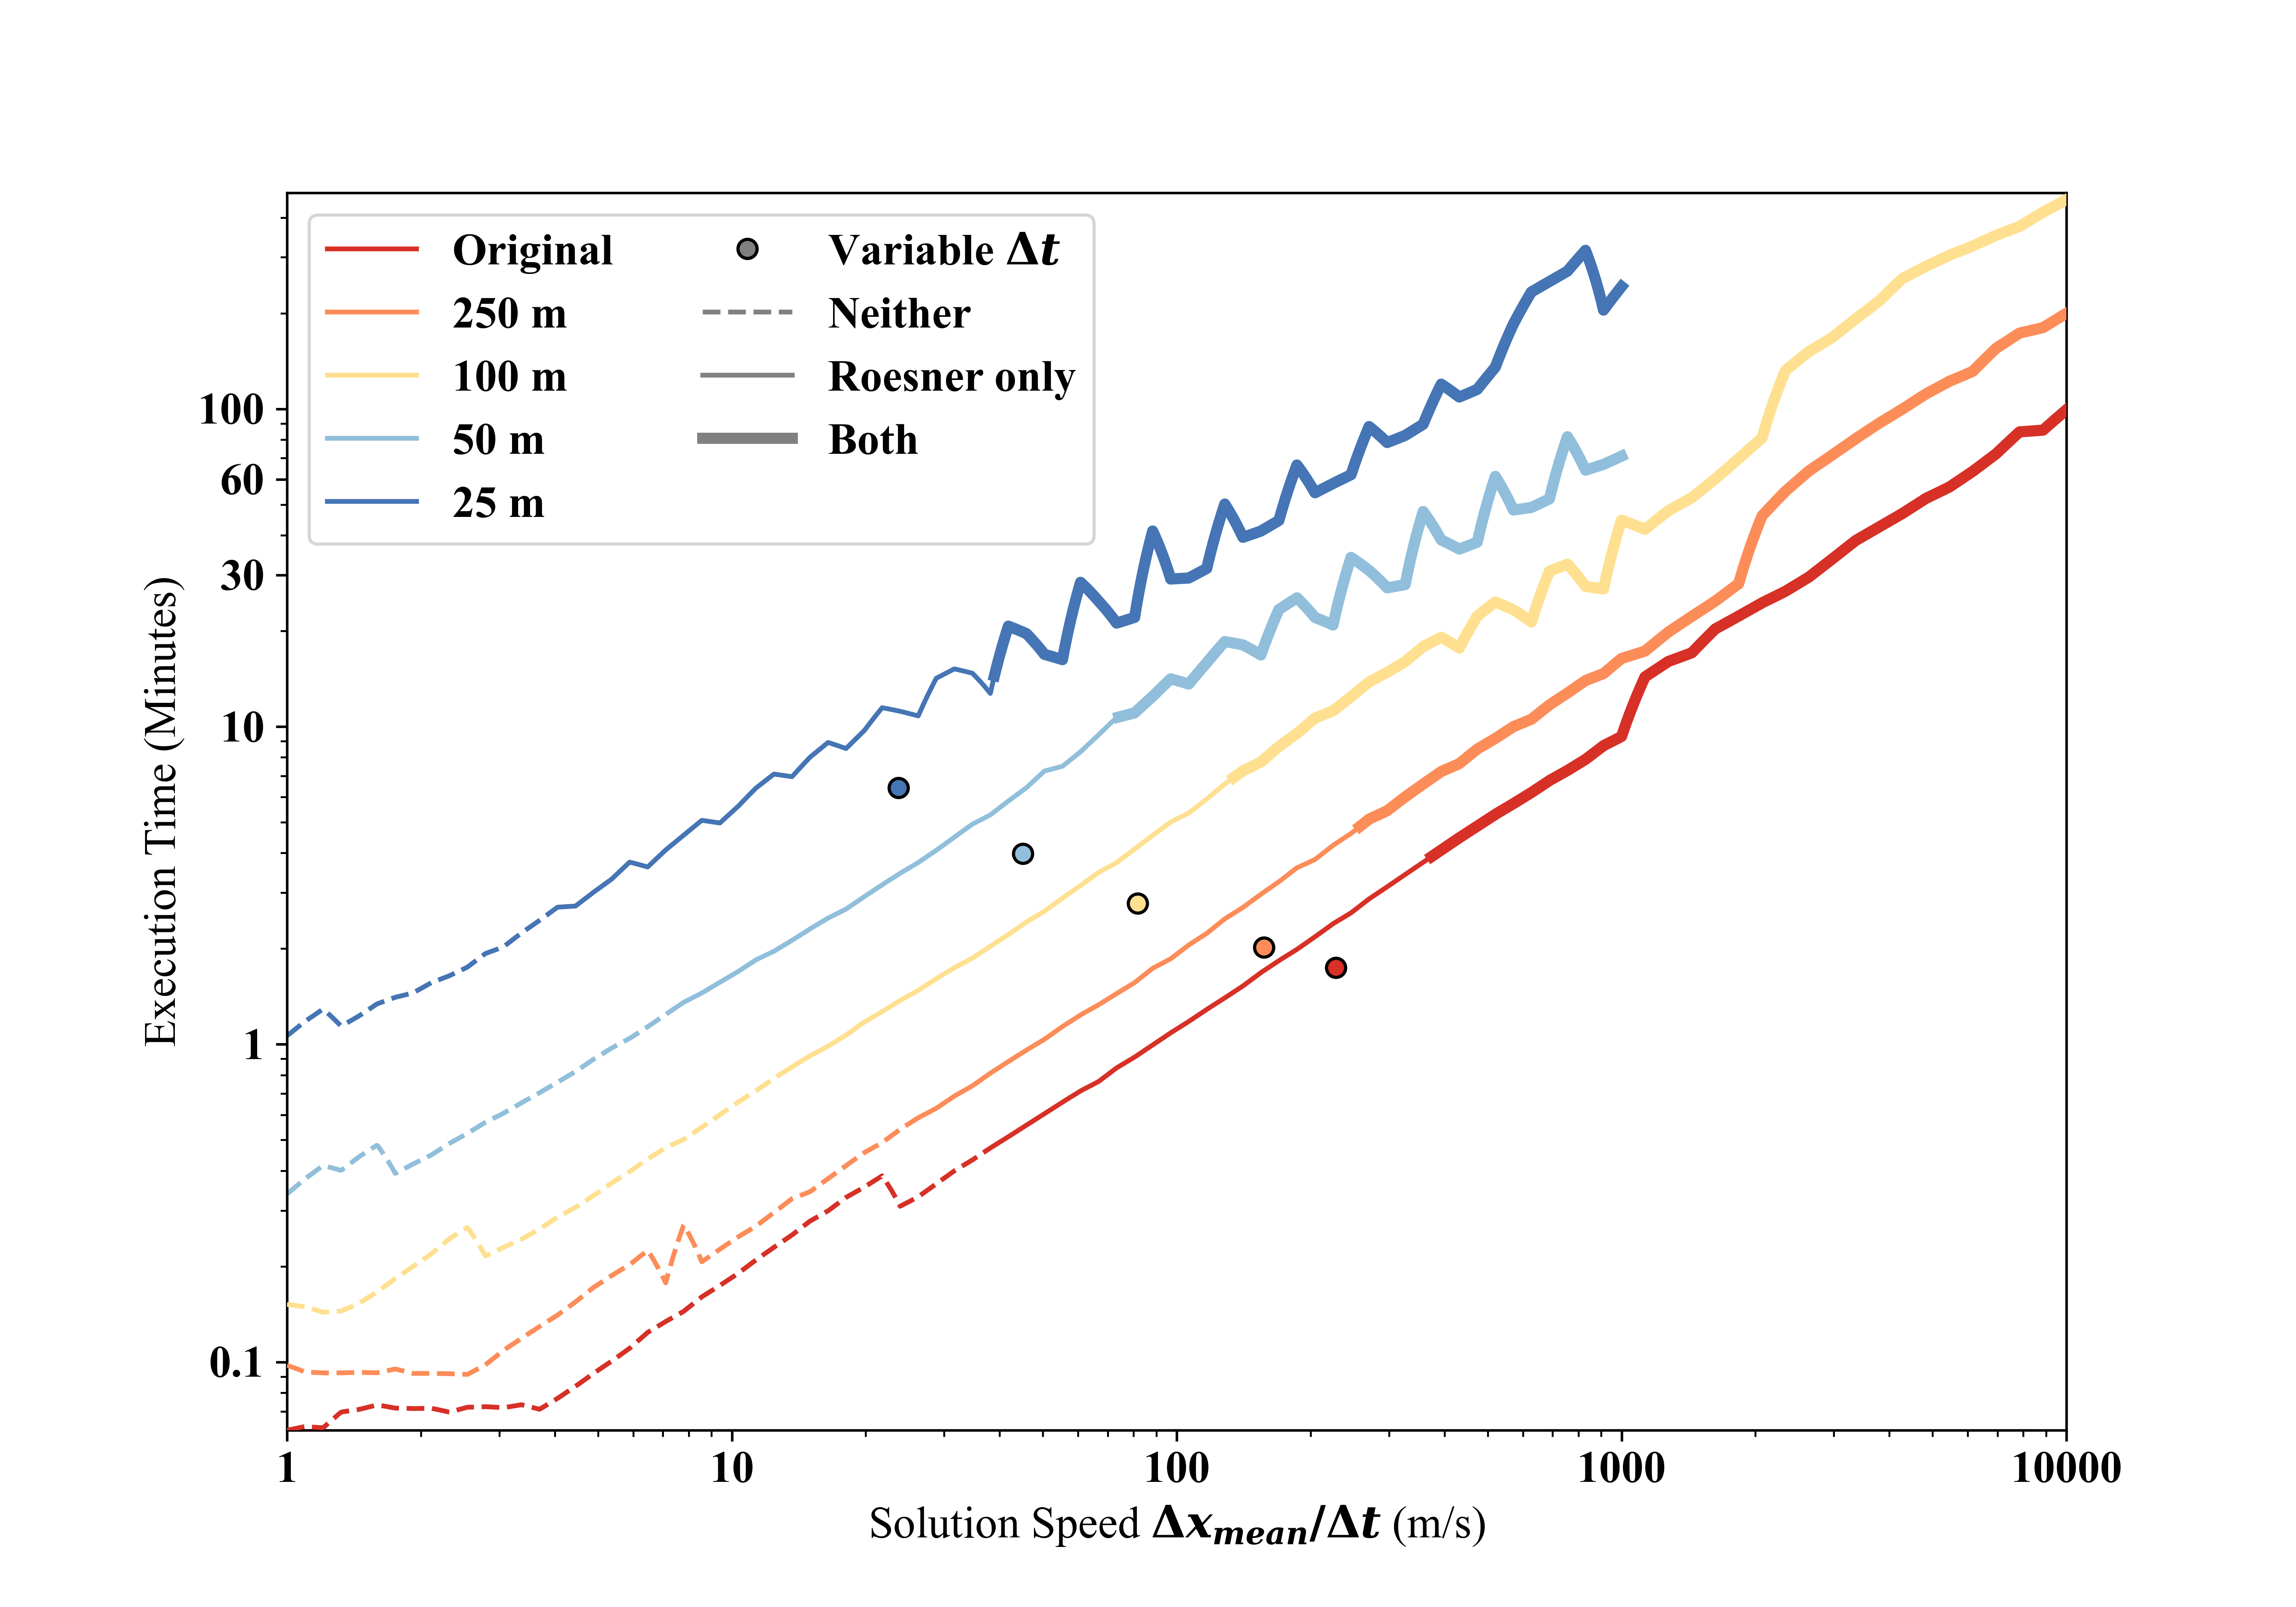 Original
250 m
100 m
50 m
25 m
Variable Δt
Neither
Roesner only
Both
Execution Time (Minutes)
100
60
30
10
1
0.1
1 10 100 1000 10000
Solution Speed Δx_mean/Δt (m/s)